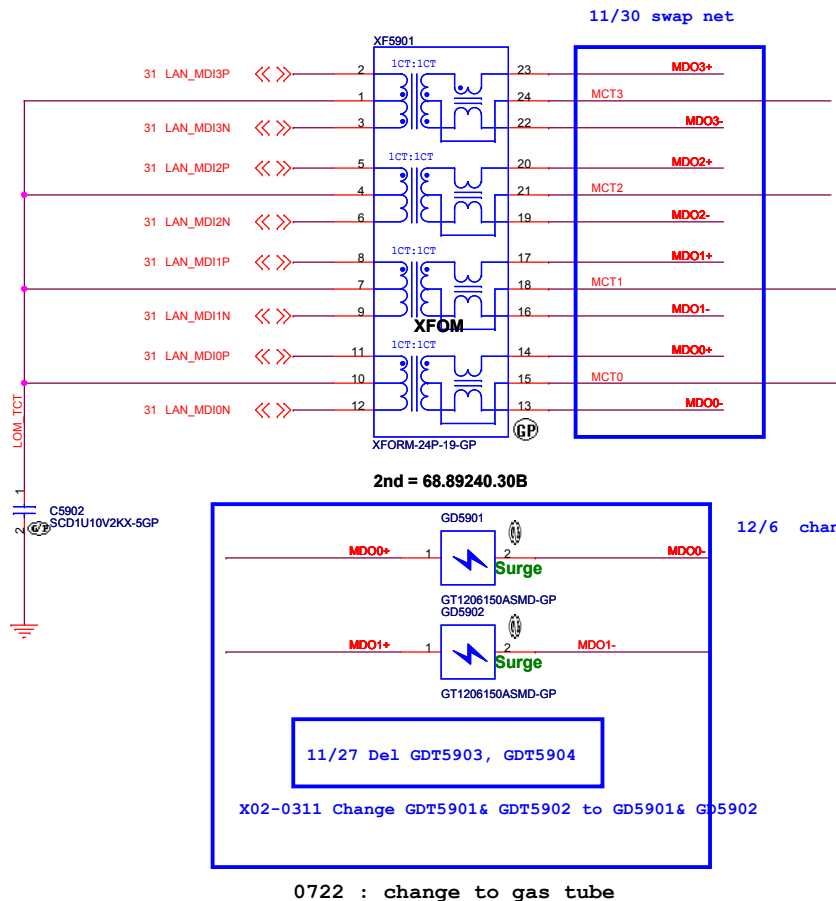 11/30 swap net
XF5901
31 LAN_MDI3P 2 1CT:1CT 23 MDO3+
1 24 MCT3
31 LAN_MDI3N 3 22 MDO3-
31 LAN_MDI2P 5 1CT:1CT 20 MDO2+
4 21 MCT2
31 LAN_MDI2N 6 19 MDO2-
31 LAN_MDI1P 8 1CT:1CT 17 MDO1+
7 18 MCT1
31 LAN_MDI1N 9 16 MDO1-
XFOM
31 LAN_MDI0P 11 1CT:1CT 14 MDO0+
10 15 MCT0
31 LAN_MDI0N 12 13 MDO0-
LOM_TCT
XFORM-24P-19-GP
GP
2nd = 68.89240.30B
1
2
C5902
SCD1U10V2KX-5GP
GD5901
MDO0+ 1 2 MDO0-
Surge
GT1206150ASMD-GP
GD5902
MDO1+ 1 2 MDO1-
Surge
GT1206150ASMD-GP
12/6 chan
11/27 Del GDT5903, GDT5904
X02-0311 Change GDT5901& GDT5902 to GD5901& GD5902
0722 : change to gas tube